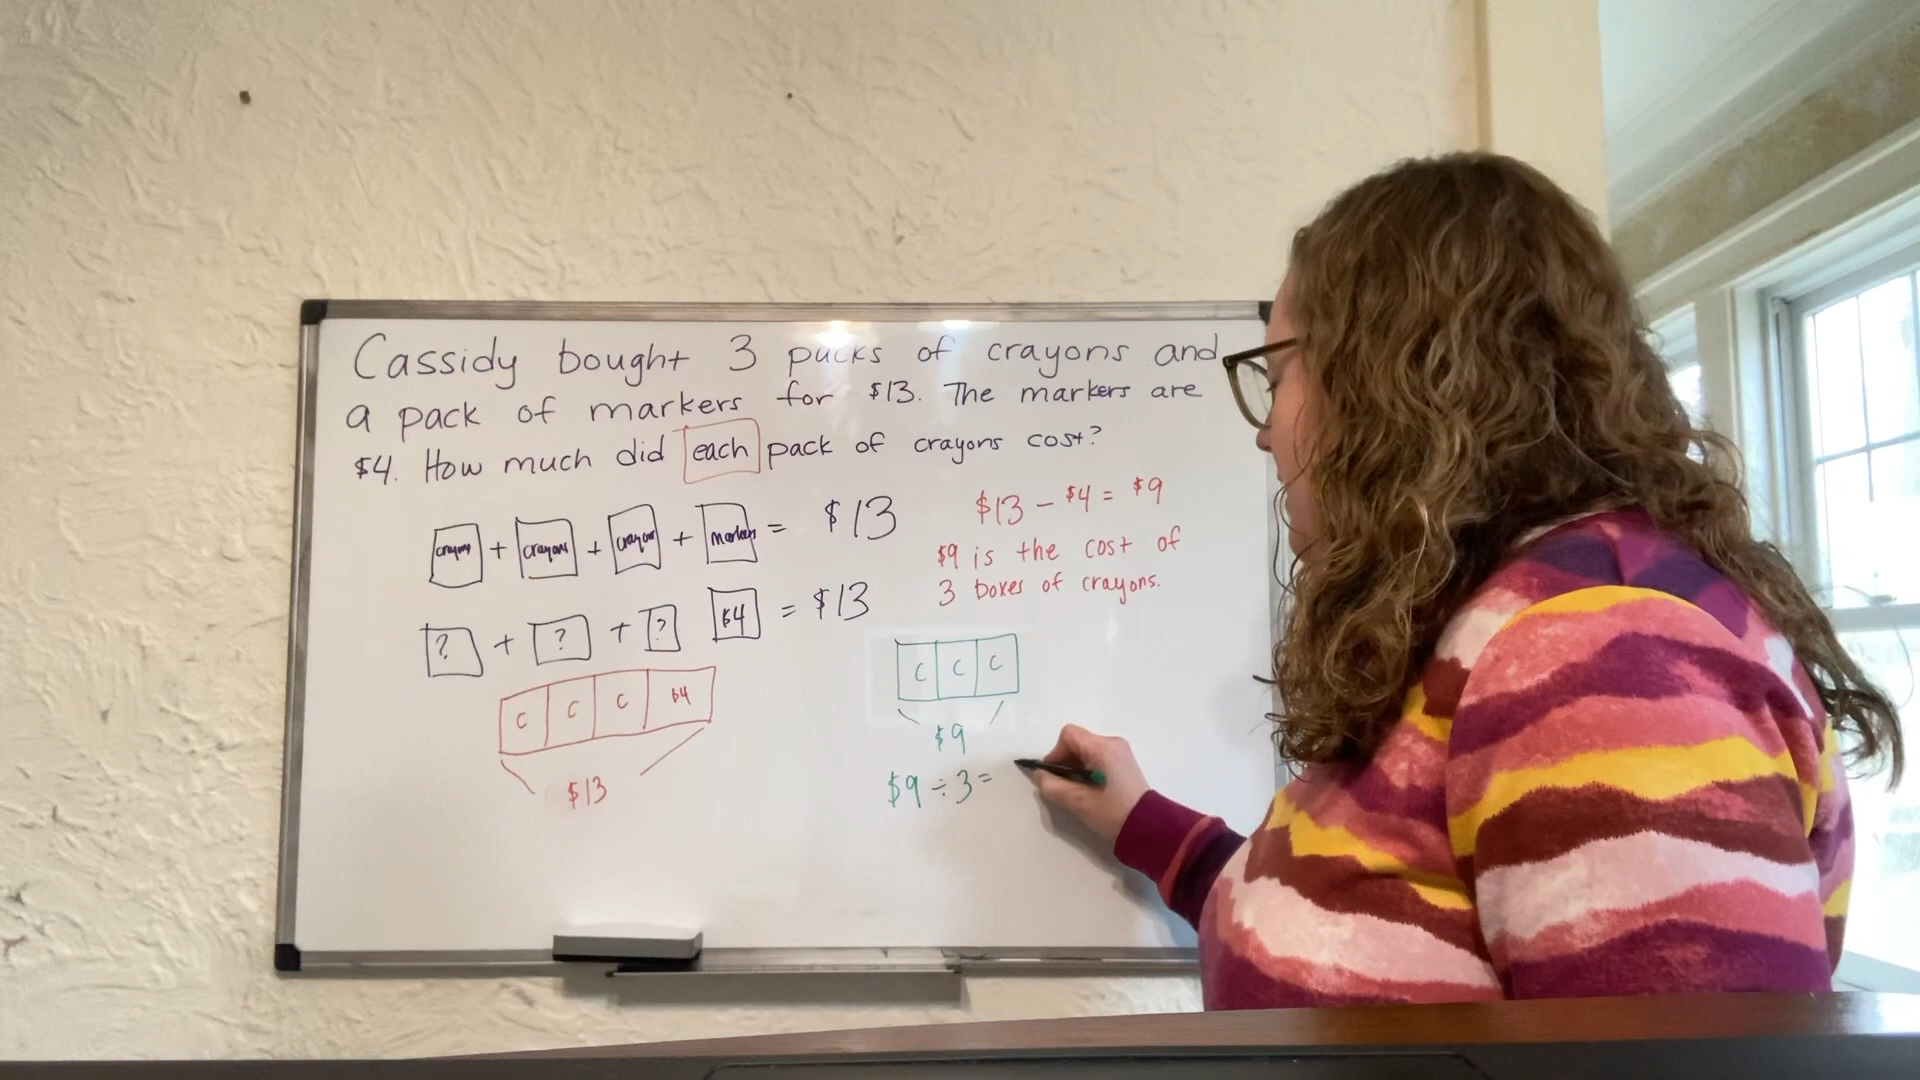 Cassidy bought 3 packs of crayons and
a pack of markers for $13. The markers are
$4. How much did each pack of crayons cost?
crayons + crayons + crayons + markers = $13
? + ? + ? $4 = $13
C C C $4
$13
$13 - $4 = $9
$9 is the cost of
3 boxes of crayons.
C C C
$9
$9 ÷ 3 =